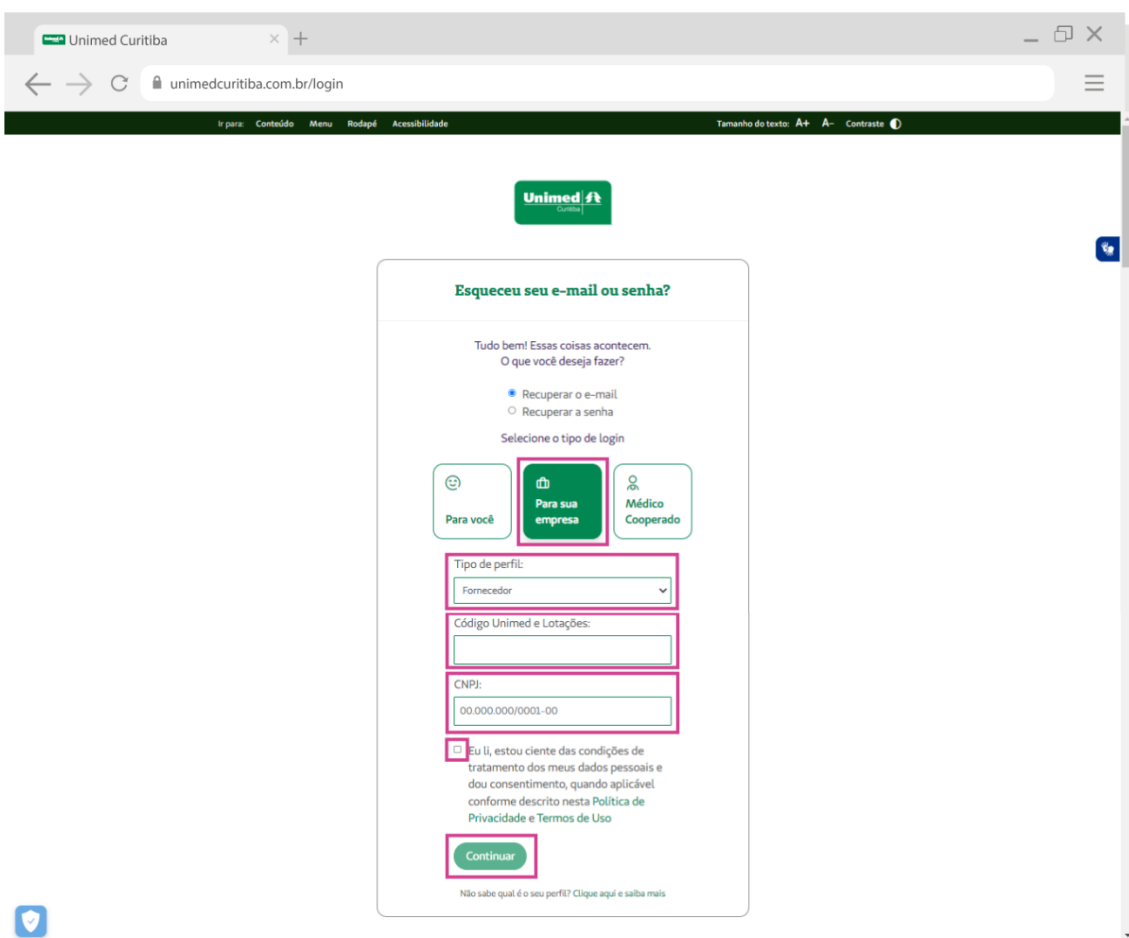 Unimed Curitiba
unimedcuritiba.com.br/login
Ir para: Conteúdo Menu Rodapé Acessibilidade Tamanho do texto: A+ A- Contraste
Unimed
Curitiba
Esqueceu seu e-mail ou senha?
Tudo bem! Essas coisas acontecem.
O que você deseja fazer?
Recuperar o e-mail
Recuperar a senha
Selecione o tipo de login
Para você
Para sua
empresa
Médico
Cooperado
Tipo de perfil:
Fornecedor
Código Unimed e Lotações:
CNPJ:
00.000.000/0001-00
Eu li, estou ciente das condições de
tratamento dos meus dados pessoais e
dou consentimento, quando aplicável
conforme descrito nesta Política de
Privacidade e Termos de Uso
Continuar
Não sabe qual é o seu perfil? Clique aqui e saiba mais